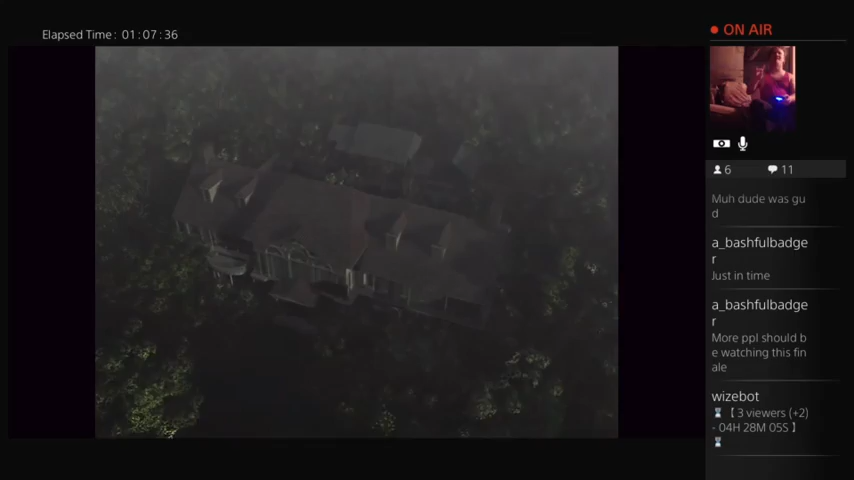 Elapsed Time: 01:07:36
ON AIR
6 11
Muh dude was gu
d
a_bashfulbadge
r
Just in time
a_bashfulbadge
r
More ppl should b
e watching this fin
ale
wizebot
⌛【 3 viewers (+2)
- 04H 28M 05S 】
⌛